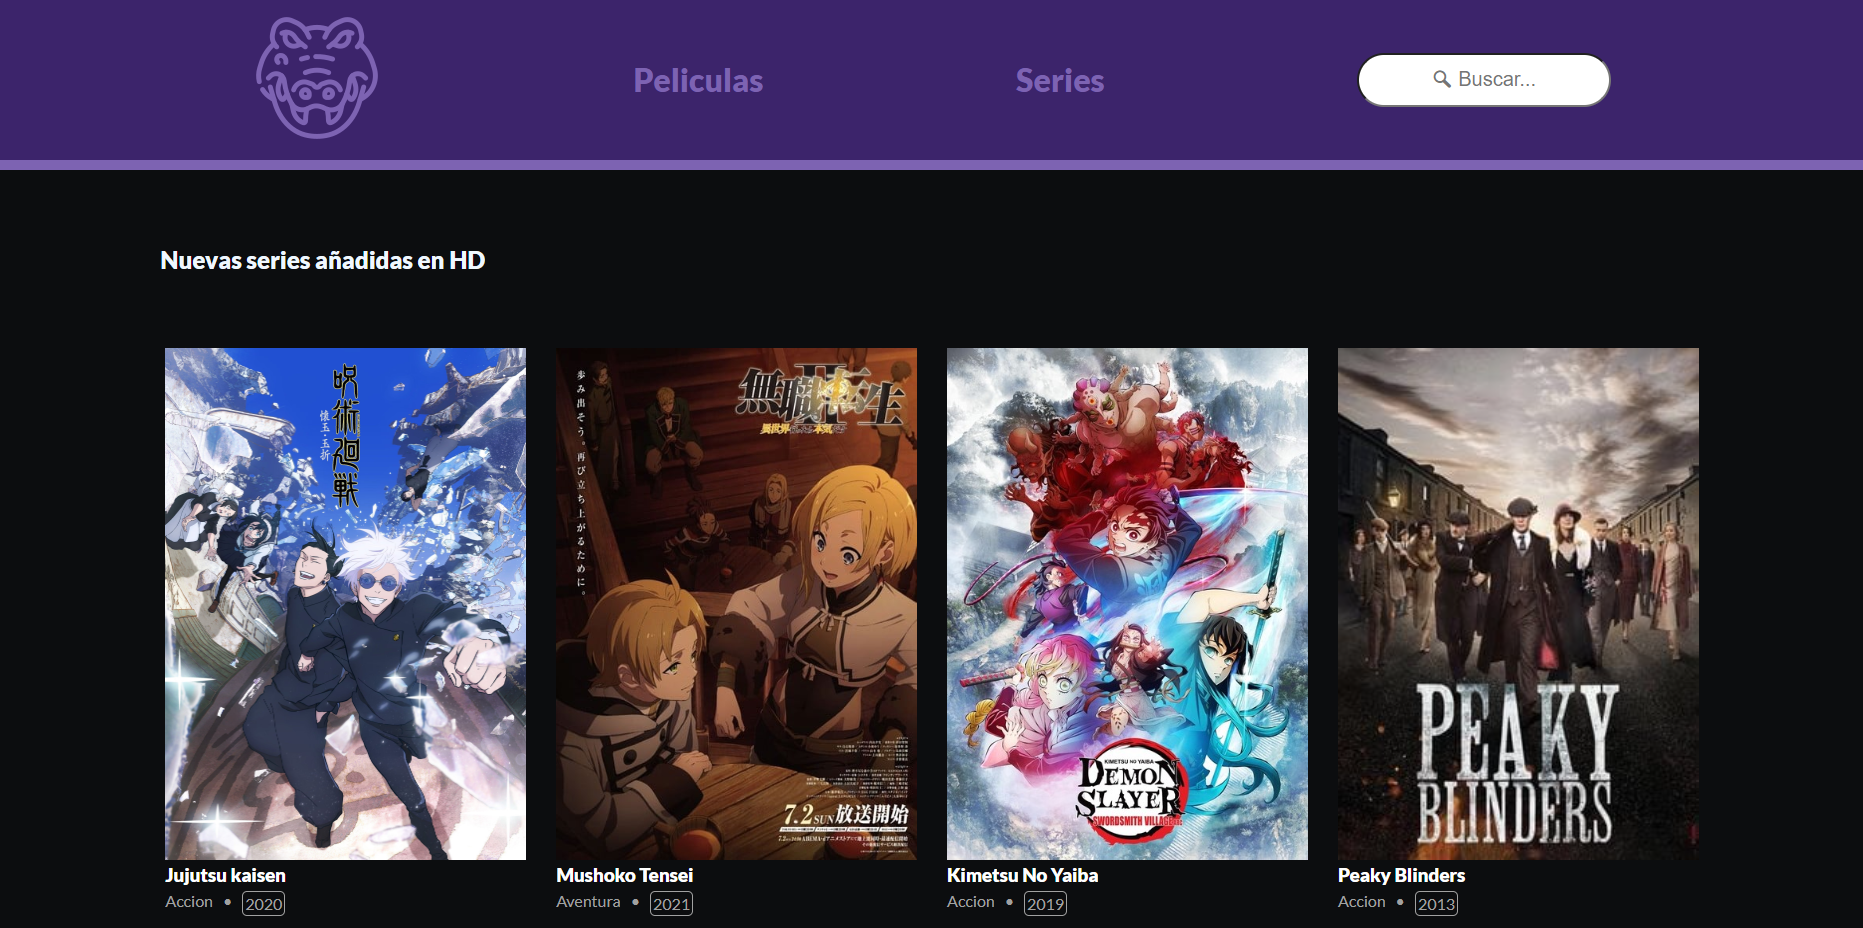 Peliculas
Series
🔍 Buscar...
Nuevas series añadidas en HD
呪術廻戦
懐玉・玉折
歩み出そう。再び立ち上がるために。
無職転生
II
異世界行ったら本気だす
7.2 SUN 放送開始
KIMETSU NO YAIBA
DEMON
SLAYER
SWORDSMITH VILLAGE
PEAKY
BLINDERS
Jujutsu kaisen
Accion • 2020
Mushoko Tensei
Aventura • 2021
Kimetsu No Yaiba
Accion • 2019
Peaky Blinders
Accion • 2013